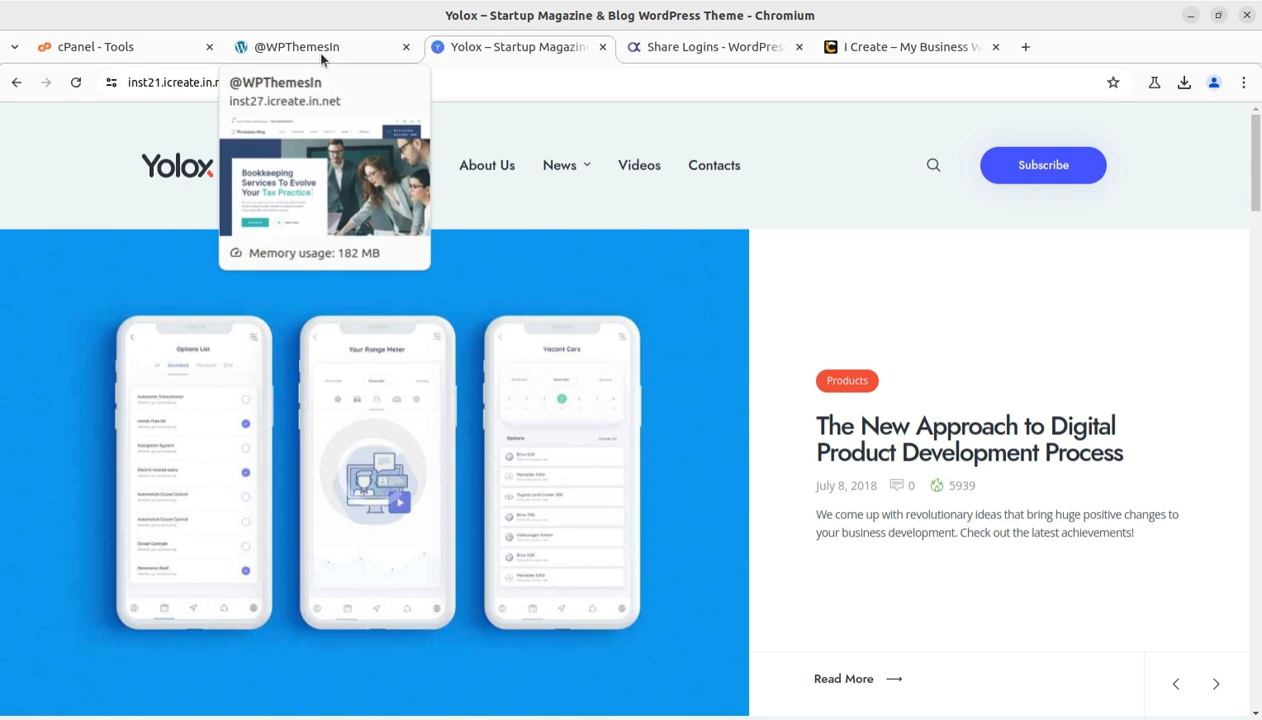 Yolox – Startup Magazine & Blog WordPress Theme - Chromium
cPanel - Tools
@WPThemesIn
Yolox – Startup Magazin
Share Logins - WordPres
I Create – My Business W
inst21.icreate.in.r
@WPThemesIn
inst27.icreate.in.net
Bookkeeping
Services To Evolve
Your Tax Practice
Memory usage: 182 MB
Yolox
About Us
News
Videos
Contacts
Subscribe
Options List
Your Range Meter
Vacant Cars
Standard
Premium
Options
Products
The New Approach to Digital
Product Development Process
July 8, 2018
0
5939
We come up with revolutionary ideas that bring huge positive changes to
your business development. Check out the latest achievements!
Read More